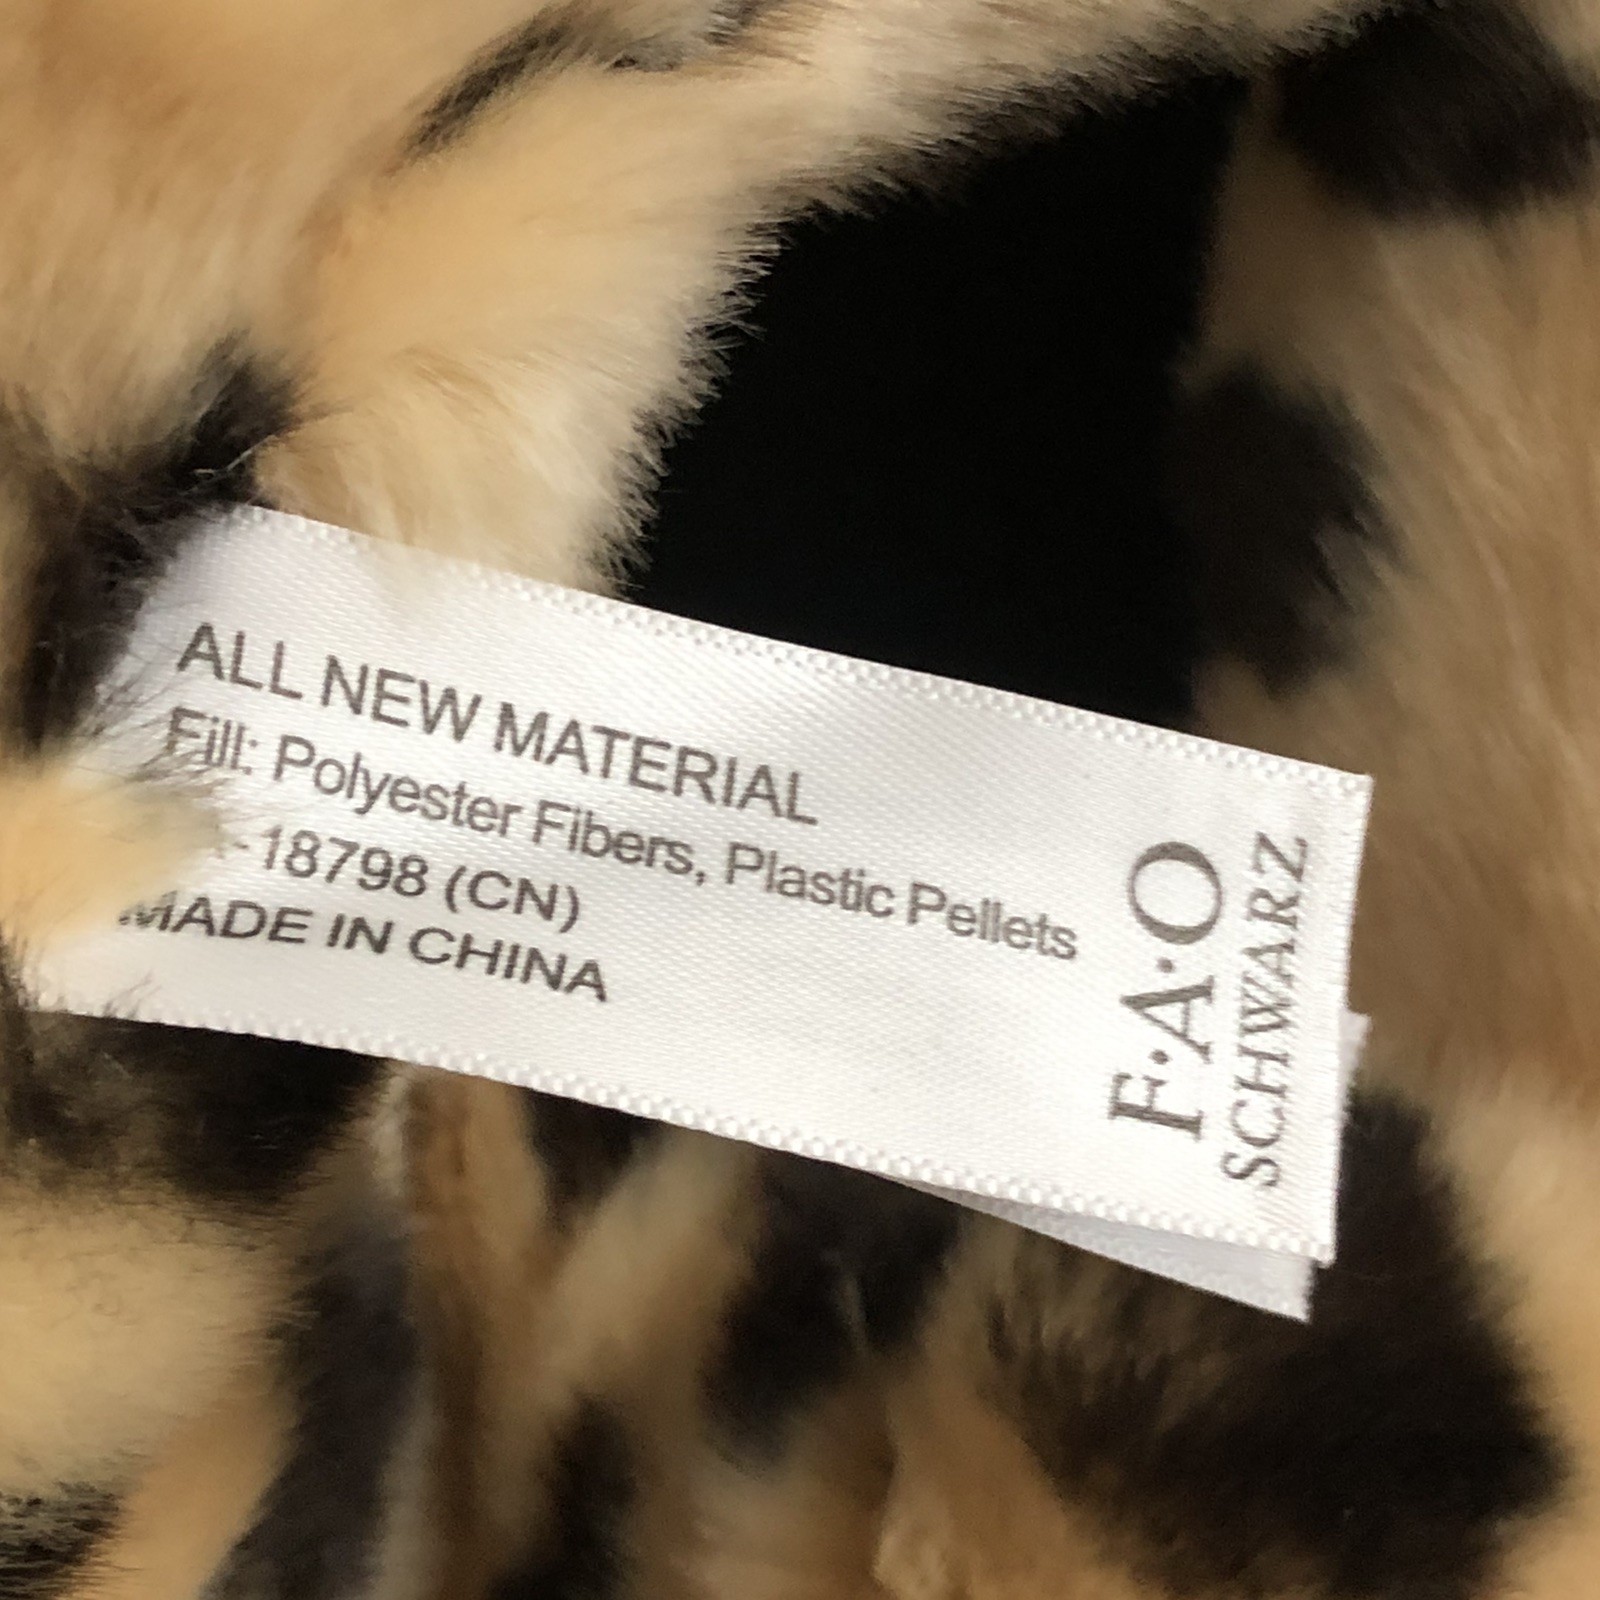 ALL NEW MATERIAL
Fill: Polyester Fibers, Plastic Pellets
-18798 (CN)
MADE IN CHINA
F·A·O
SCHWARZ